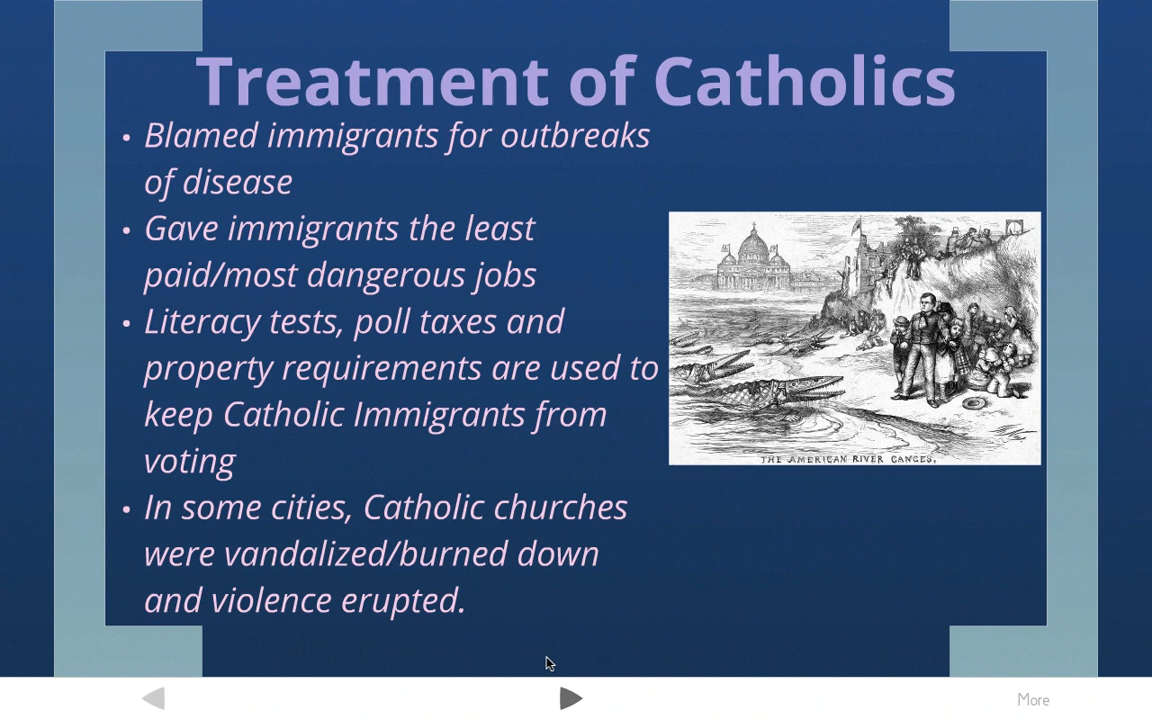 Treatment of Catholics
• Blamed immigrants for outbreaks
of disease
• Gave immigrants the least
paid/most dangerous jobs
• Literacy tests, poll taxes and
property requirements are used to
keep Catholic Immigrants from
voting
• In some cities, Catholic churches
were vandalized/burned down
and violence erupted.
THE AMERICAN RIVER GANGES.
More